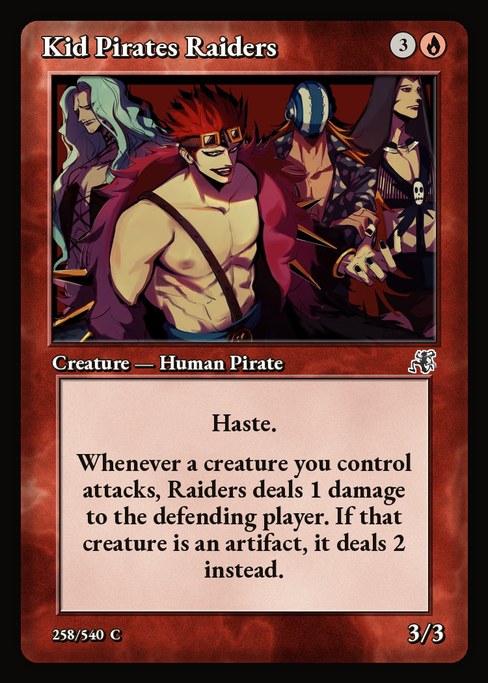 Kid Pirates Raiders 3
Creature — Human Pirate
Haste.
Whenever a creature you control
attacks, Raiders deals 1 damage
to the defending player. If that
creature is an artifact, it deals 2
instead.
258/540 C 3/3